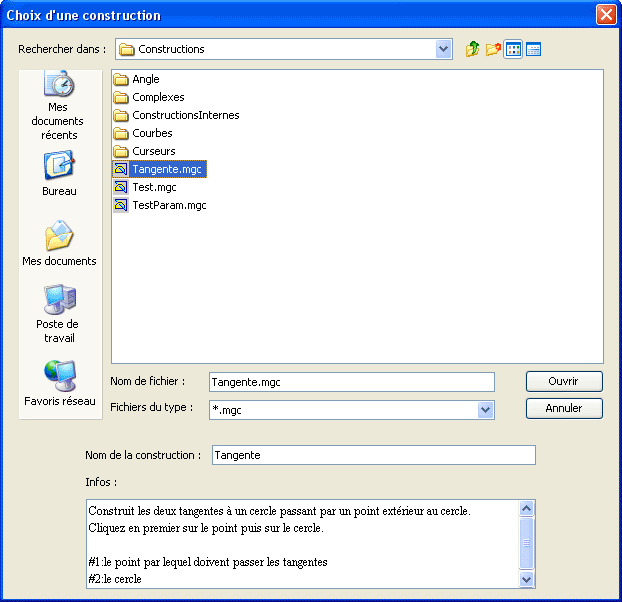 Choix d'une construction
Rechercher dans :
Constructions
Mes
documents
récents
Bureau
Mes documents
Poste de
travail
Favoris réseau
Angle
Complexes
ConstructionsInternes
Courbes
Curseurs
Tangente.mgc
Test.mgc
TestParam.mgc
Nom de fichier :
Tangente.mgc
Ouvrir
Fichiers du type :
*.mgc
Annuler
Nom de la construction :
Tangente
Infos :
Construit les deux tangentes à un cercle passant par un point extérieur au cercle.
Cliquez en premier sur le point puis sur le cercle.
#1:le point par lequel doivent passer les tangentes
#2:le cercle